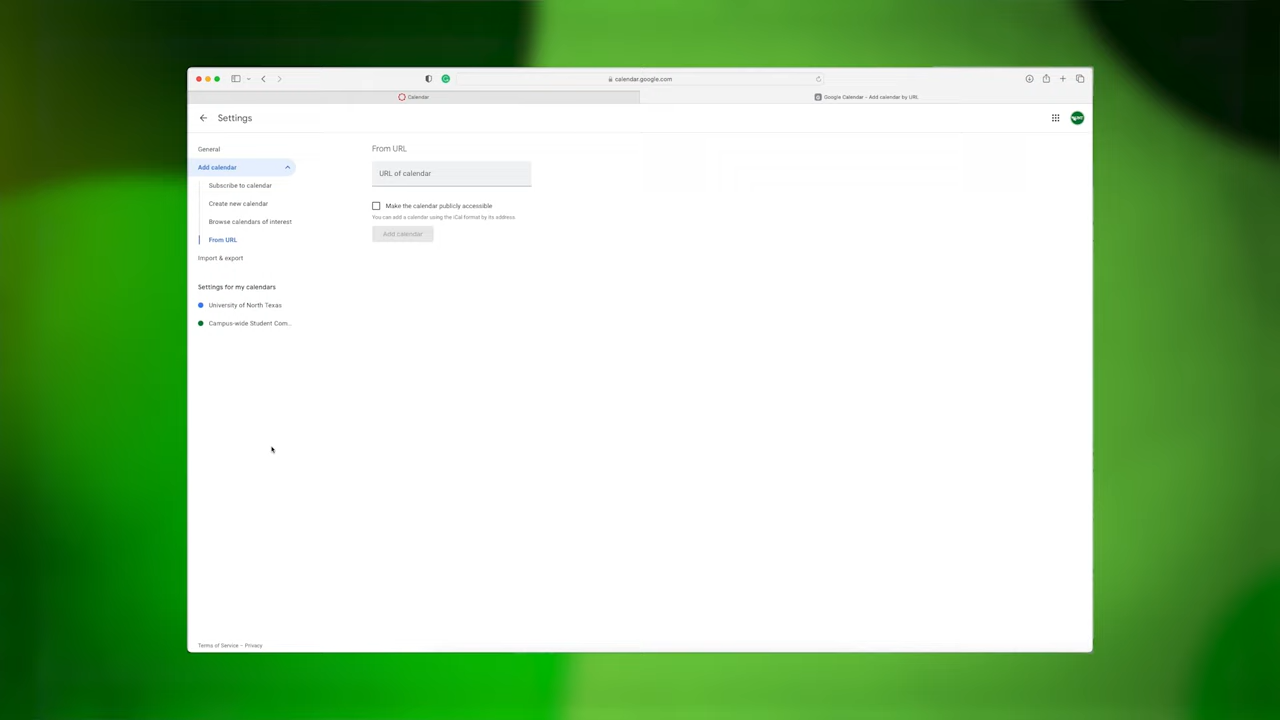 calendar.google.com
Calendar
Google Calendar - Add calendar by URL
Settings
General
Add calendar
Subscribe to calendar
Create new calendar
Browse calendars of interest
From URL
Import & export
Settings for my calendars
University of North Texas
Campus-wide Student Com...
From URL
URL of calendar
Make the calendar publicly accessible
You can add a calendar using the iCal format by its address
Add calendar
Terms of Service – Privacy